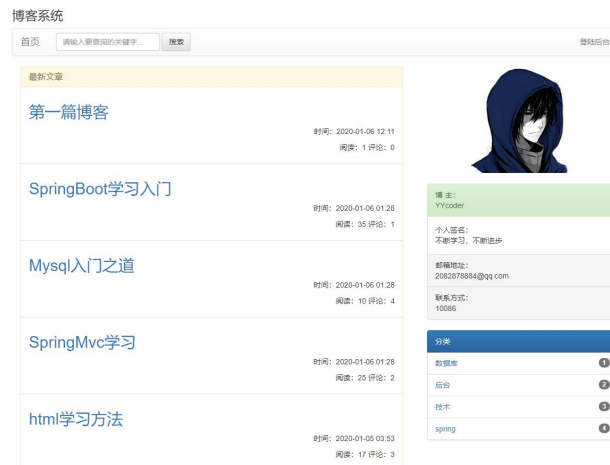 博客系统
首页 请输入要查询的关键字... 搜索 登陆后台
最新文章
第一篇博客
时间：2020-01-06 12:11
阅读：1 评论：0
SpringBoot学习入门
时间：2020-01-06 01:28
阅读：35 评论：1
Mysql入门之道
时间：2020-01-06 01:28
阅读：10 评论：4
SpringMvc学习
时间：2020-01-06 01:28
阅读：25 评论：2
html学习方法
时间：2020-01-05 03:53
阅读：17 评论：3
博 主：
YYcoder
个人签名：
不断学习，不断进步
邮箱地址：
2082878884@qq.com
联系方式：
10086
分类
数据库 1
后台 2
技术 3
spring 4